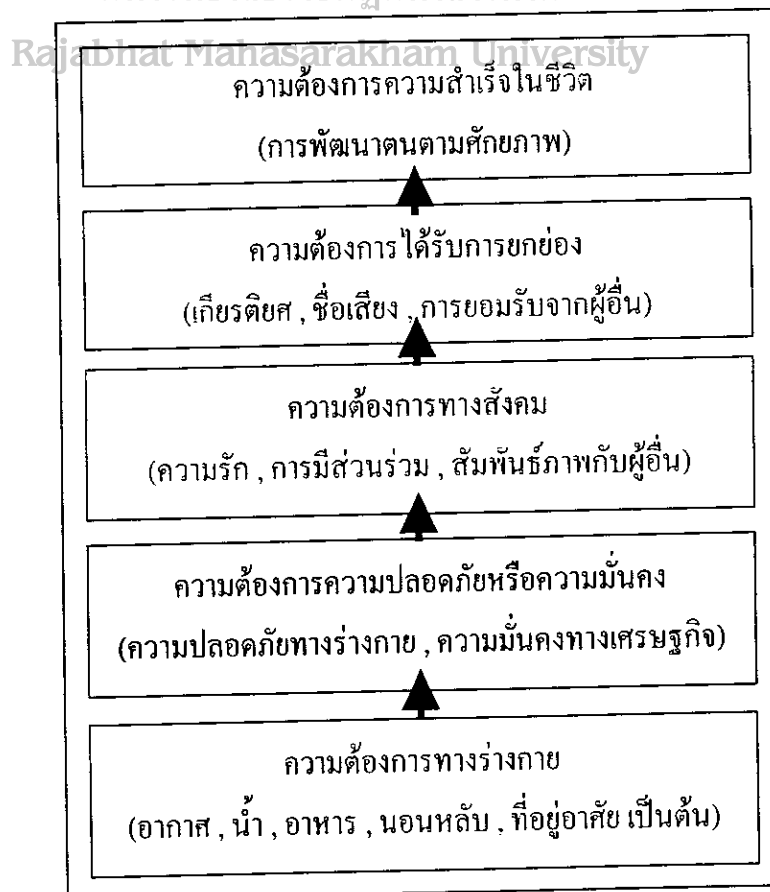 Rajabhat Mahasarakham University
ความต้องการความสำเร็จในชีวิต
(การพัฒนาตนตามศักยภาพ)
ความต้องการได้รับการยกย่อง
(เกียรติยศ , ชื่อเสียง , การยอมรับจากผู้อื่น)
ความต้องการทางสังคม
(ความรัก , การมีส่วนร่วม , สัมพันธ์ภาพกับผู้อื่น)
ความต้องการความปลอดภัยหรือความมั่นคง
(ความปลอดภัยทางร่างกาย , ความมั่นคงทางเศรษฐกิจ)
ความต้องการทางร่างกาย
(อากาศ , น้ำ , อาหาร , นอนหลับ , ที่อยู่อาศัย เป็นต้น)